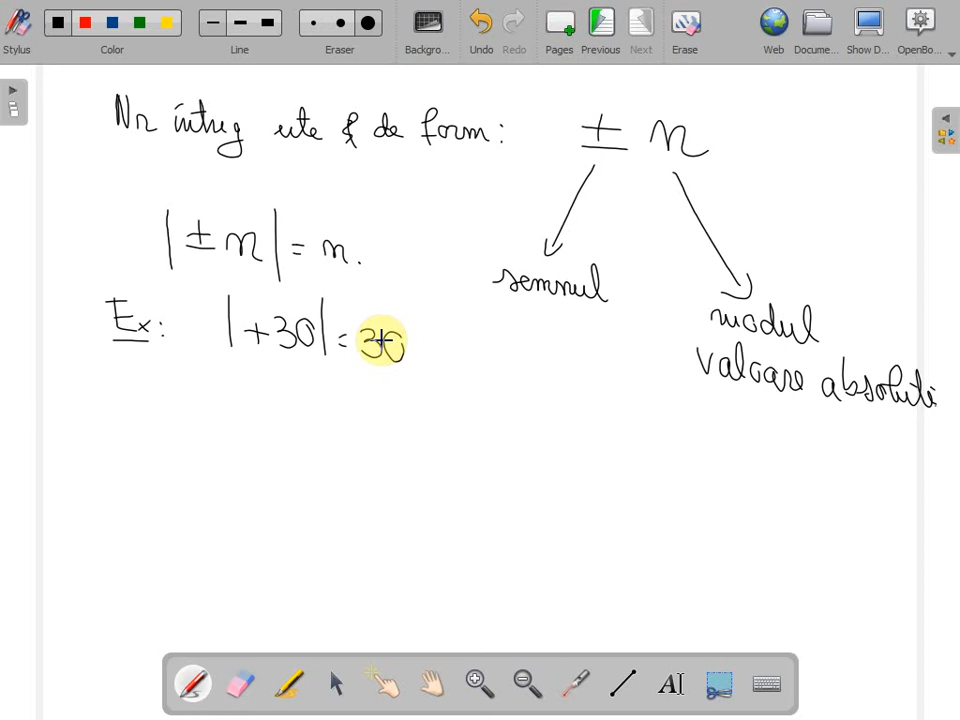 Stylus Color Line Eraser Backgro... Undo Redo Pages Previous Next Erase Web Docume... Show D... OpenBo...
Nr întreg este de form: ± n
|± n| = n.
semnul
modul
valoare absolută
Ex: |+30| = 30